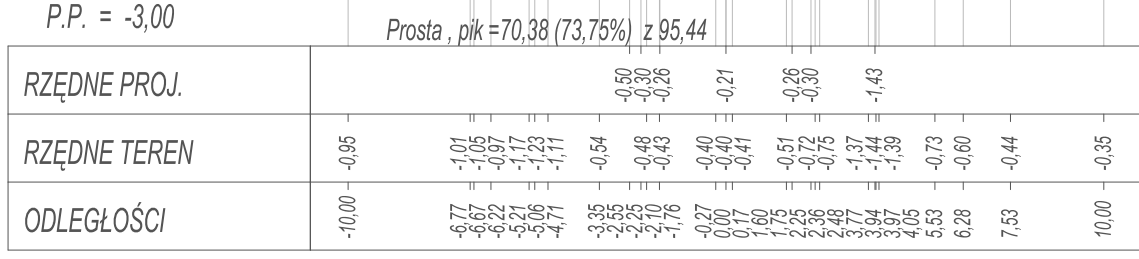 P.P. = -3,00
Prosta , pik =70,38 (73,75%) z 95,44
RZĘDNE PROJ. -0,50 -0,30 -0,26 -0,21 -0,26 -0,30 -1,43
RZĘDNE TEREN -0,95 -1,01 -1,05 -0,97 -1,17 -1,23 -1,11 -0,54 -0,48 -0,43 -0,40 -0,40 -0,41 -0,51 -0,72 -0,75 -1,37 -1,44 -1,39 -0,73 -0,60 -0,44 -0,35
ODLEGŁOŚCI -10,00 -6,77 -6,67 -6,22 -5,21 -5,06 -4,71 -3,35 -2,55 -2,25 -2,10 -1,76 -0,27 0,00 0,17 1,60 1,75 2,25 2,36 2,48 3,77 3,94 3,97 4,05 5,53 6,28 7,53 10,00